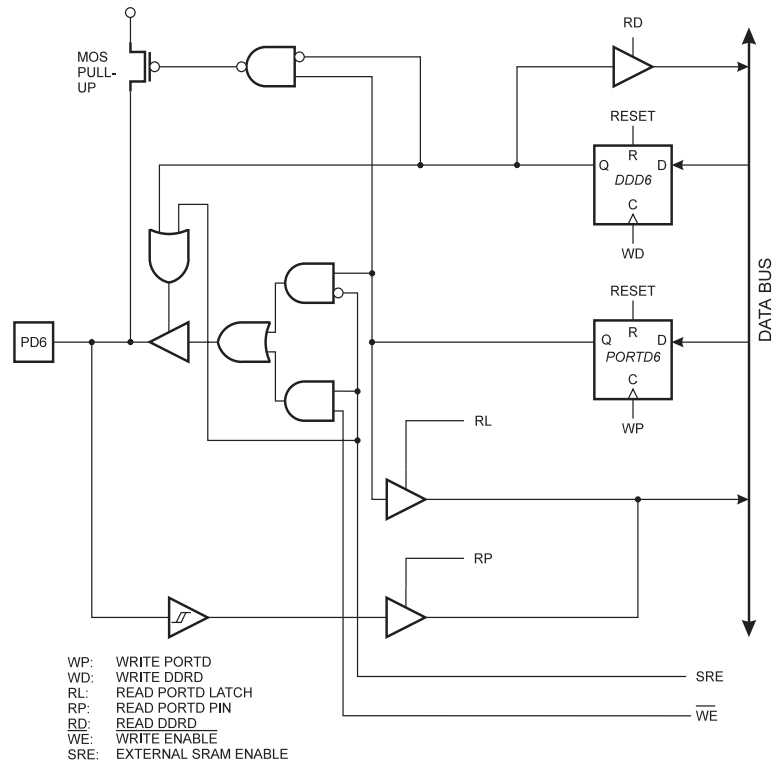 RD
MOS
PULL-
UP
RESET
R
Q
D
DDD6
C
WD
RESET
R
Q
D
PD6
PORTD6
C
WP
DATA BUS
RL
RP
WP: WRITE PORTD
WD: WRITE DDRD
RL: READ PORTD LATCH
RP: READ PORTD PIN
RD: READ DDRD
WE: WRITE ENABLE
SRE: EXTERNAL SRAM ENABLE
SRE
WE